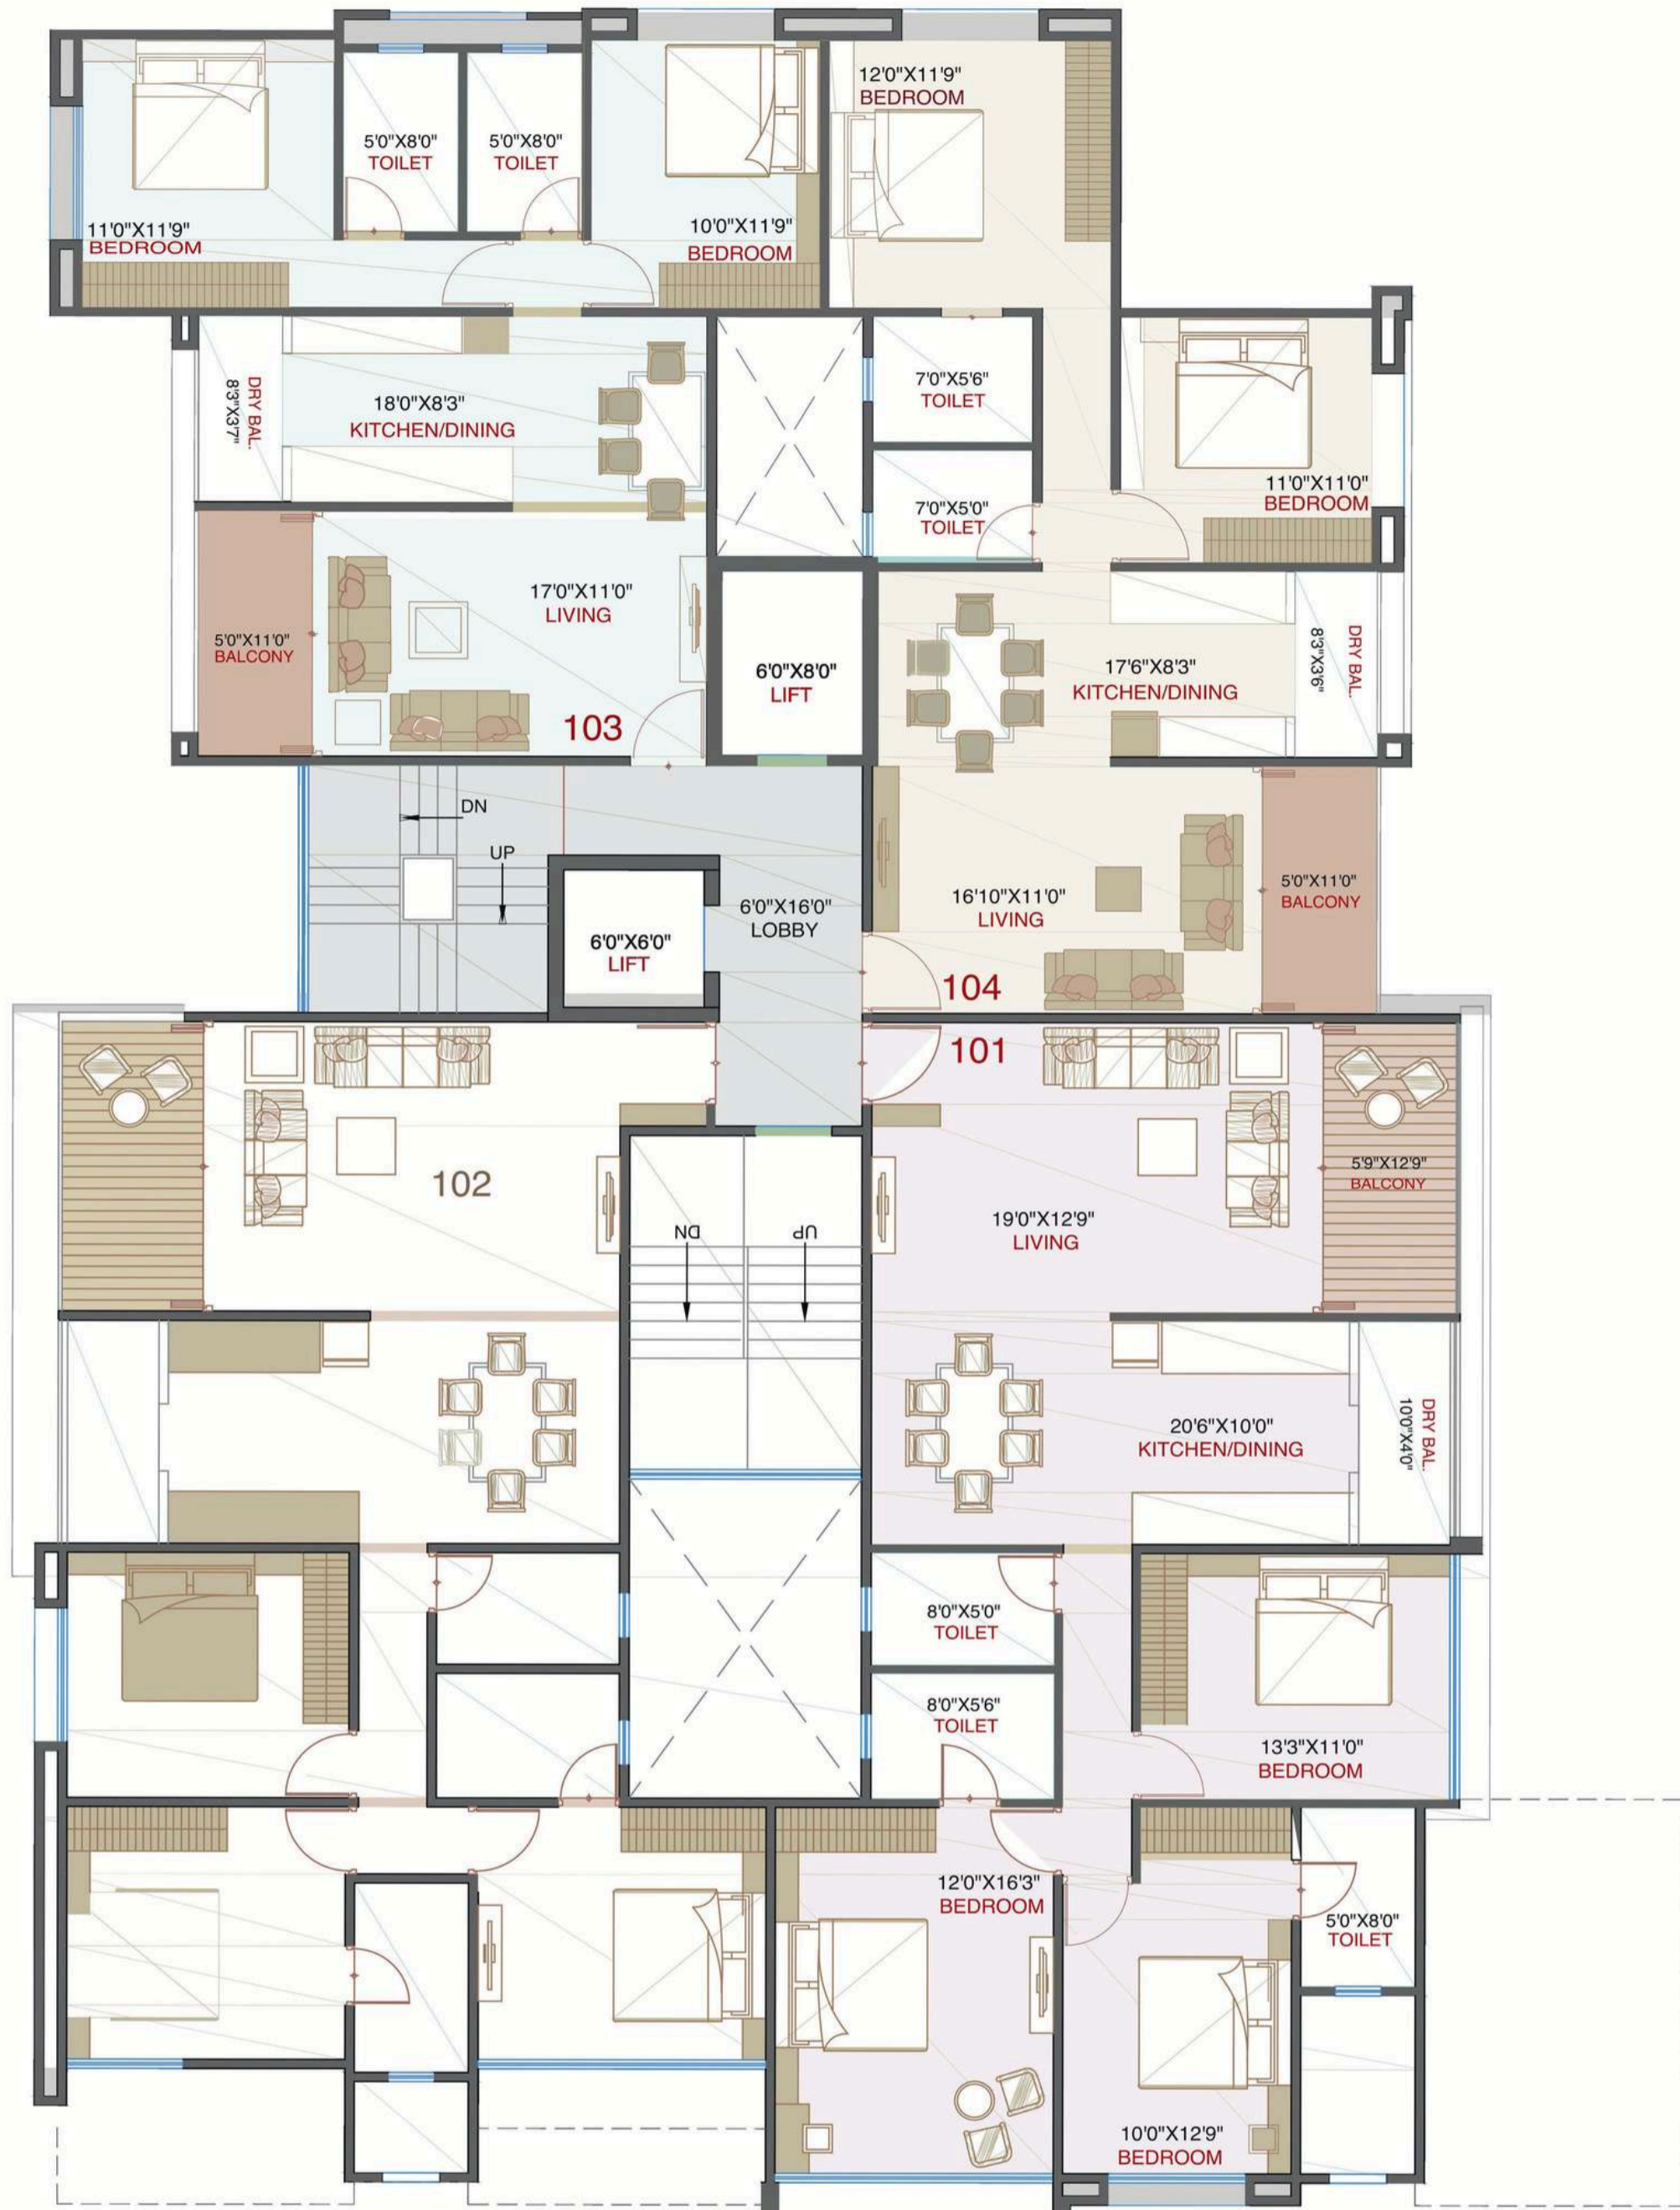 12'0"X11'9"
BEDROOM
5'0"X8'0"
TOILET
5'0"X8'0"
TOILET
11'0"X11'9"
BEDROOM
10'0"X11'9"
BEDROOM
DRY BAL.
8'3"X3'7"
18'0"X8'3"
KITCHEN/DINING
7'0"X5'6"
TOILET
7'0"X5'0"
TOILET
11'0"X11'0"
BEDROOM
17'0"X11'0"
LIVING
5'0"X11'0"
BALCONY
103
6'0"X8'0"
LIFT
17'6"X8'3"
KITCHEN/DINING
DRY BAL.
8'3"X3'6"
DN
UP
6'0"X6'0"
LIFT
6'0"X16'0"
LOBBY
16'10"X11'0"
LIVING
5'0"X11'0"
BALCONY
104
101
102
5'9"X12'9"
BALCONY
19'0"X12'9"
LIVING
DN
UP
20'6"X10'0"
KITCHEN/DINING
DRY BAL.
10'0"X4'0"
8'0"X5'0"
TOILET
8'0"X5'6"
TOILET
13'3"X11'0"
BEDROOM
12'0"X16'3"
BEDROOM
5'0"X8'0"
TOILET
10'0"X12'9"
BEDROOM